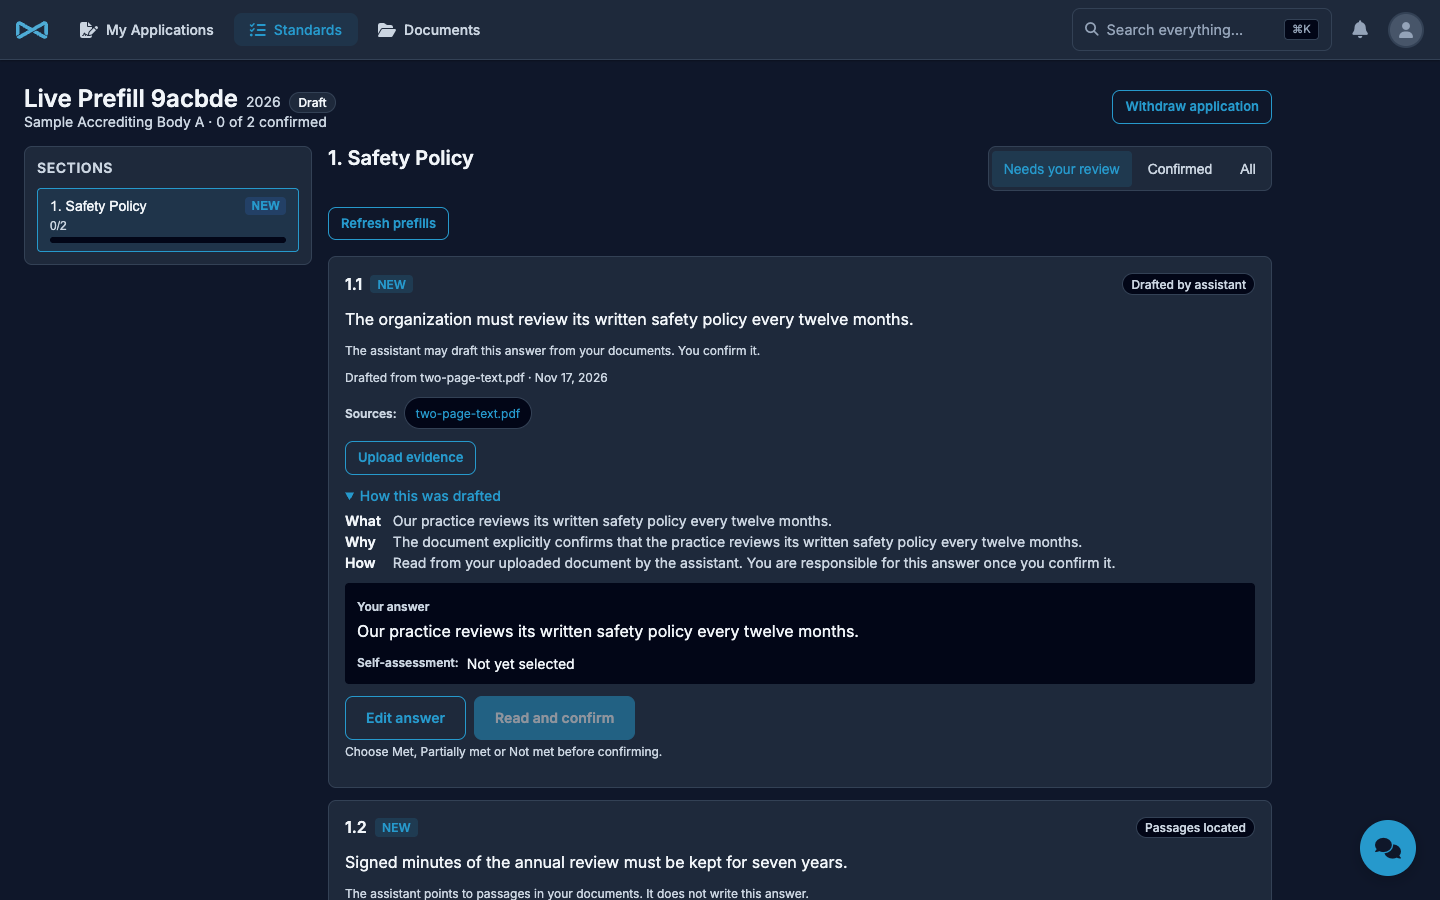 My Applications
Standards
Documents
Search everything...
⌘K
Live Prefill 9acbde 2026 Draft
Sample Accrediting Body A · 0 of 2 confirmed
Withdraw application
SECTIONS
1. Safety Policy NEW
0/2
1. Safety Policy
Needs your review Confirmed All
Refresh prefills
1.1 NEW
Drafted by assistant
The organization must review its written safety policy every twelve months.
The assistant may draft this answer from your documents. You confirm it.
Drafted from two-page-text.pdf · Nov 17, 2026
Sources: two-page-text.pdf
Upload evidence
▼ How this was drafted
What Our practice reviews its written safety policy every twelve months.
Why The document explicitly confirms that the practice reviews its written safety policy every twelve months.
How Read from your uploaded document by the assistant. You are responsible for this answer once you confirm it.
Your answer
Our practice reviews its written safety policy every twelve months.
Self-assessment: Not yet selected
Edit answer
Read and confirm
Choose Met, Partially met or Not met before confirming.
1.2 NEW
Passages located
Signed minutes of the annual review must be kept for seven years.
The assistant points to passages in your documents. It does not write this answer.